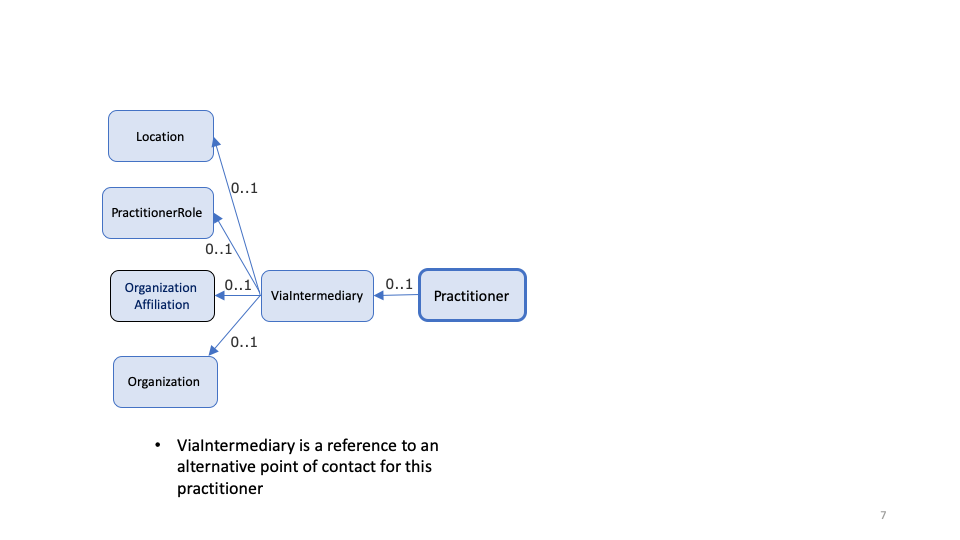 Location
0..1
PractitionerRole
0..1
Organization
Affiliation
0..1
ViaIntermediary
0..1
Practitioner
0..1
Organization
• ViaIntermediary is a reference to an
alternative point of contact for this
practitioner
7